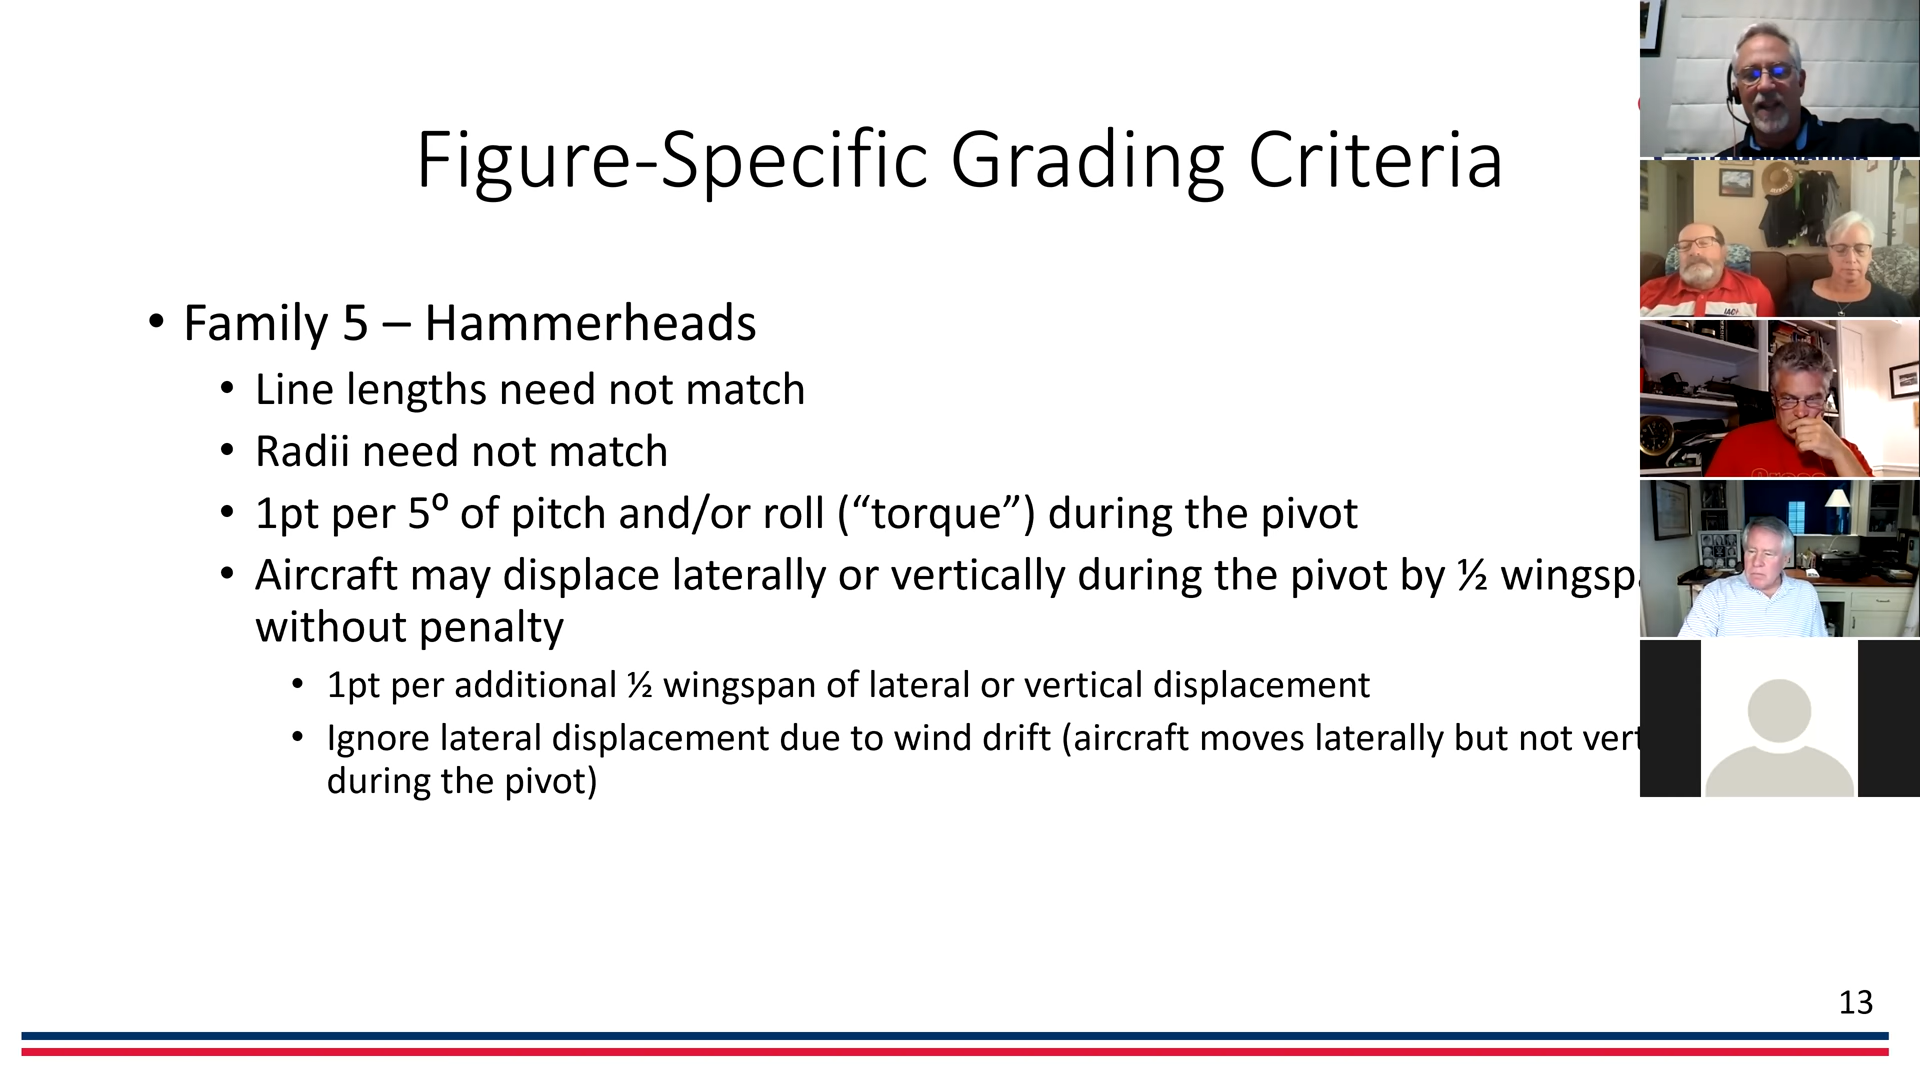 Figure-Specific Grading Criteria
• Family 5 – Hammerheads
• Line lengths need not match
• Radii need not match
• 1pt per 5⁰ of pitch and/or roll (“torque”) during the pivot
• Aircraft may displace laterally or vertically during the pivot by ½
without penalty
• 1pt per additional ½ wingspan of lateral or vertical displacement
• Ignore lateral displacement due to wind drift (aircraft moves laterally but not
during the pivot)
13